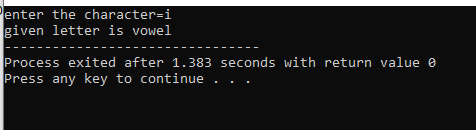 enter the character=i
given letter is vowel
--------------------------------
Process exited after 1.383 seconds with return value 0
Press any key to continue . . .